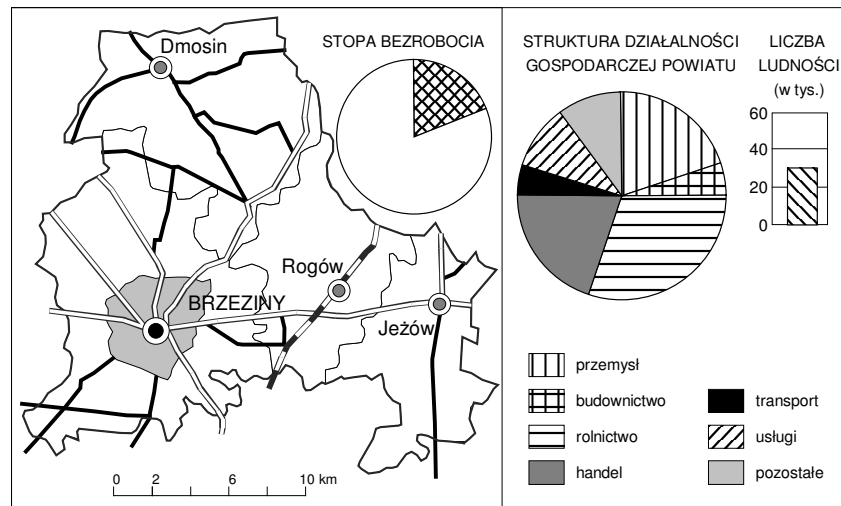 Dmosin
STOPA BEZROBOCIA
BRZEZINY
Rogów
Jeżów
0 2 6 10 km
STRUKTURA DZIAŁALNOŚCI
GOSPODARCZEJ POWIATU
LICZBA
LUDNOŚCI
(w tys.)
60
40
20
0
przemysł
budownictwo
rolnictwo
handel
transport
usługi
pozostałe